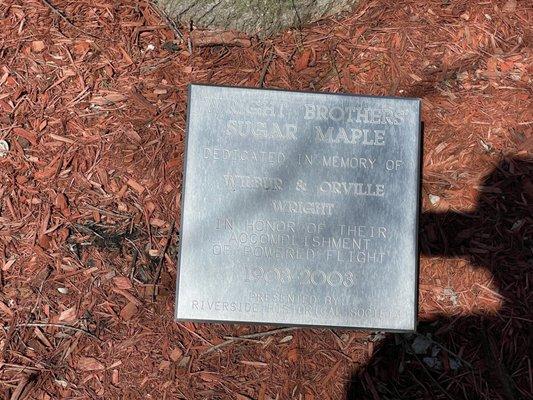 WRIGHT BROTHERS'
SUGAR MAPLE
DEDICATED IN MEMORY OF
WILBUR & ORVILLE
WRIGHT
IN HONOR OF THEIR
ACCOMPLISHMENT
OF POWERED FLIGHT
1903-2003
PRESENTED BY
RIVERSIDE HISTORICAL SOCIETY